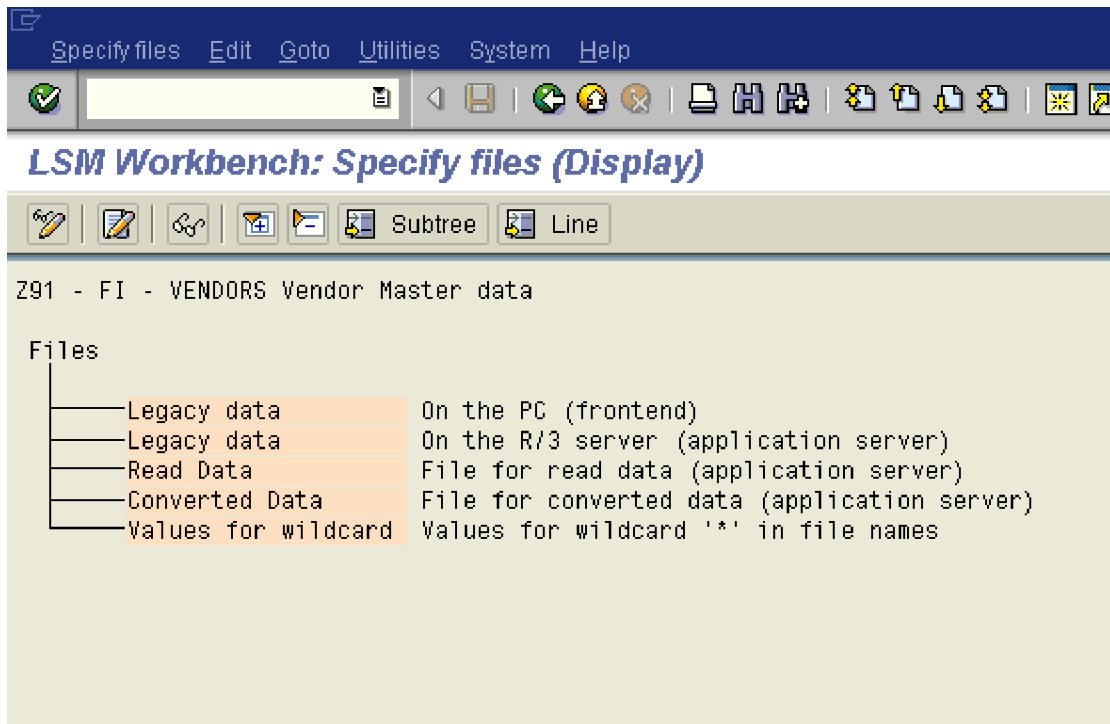 Specify files Edit Goto Utilities System Help
LSM Workbench: Specify files (Display)
Subtree Line
Z91 - FI - VENDORS Vendor Master data
Files
Legacy data On the PC (frontend)
Legacy data On the R/3 server (application server)
Read Data File for read data (application server)
Converted Data File for converted data (application server)
Values for wildcard Values for wildcard '*' in file names